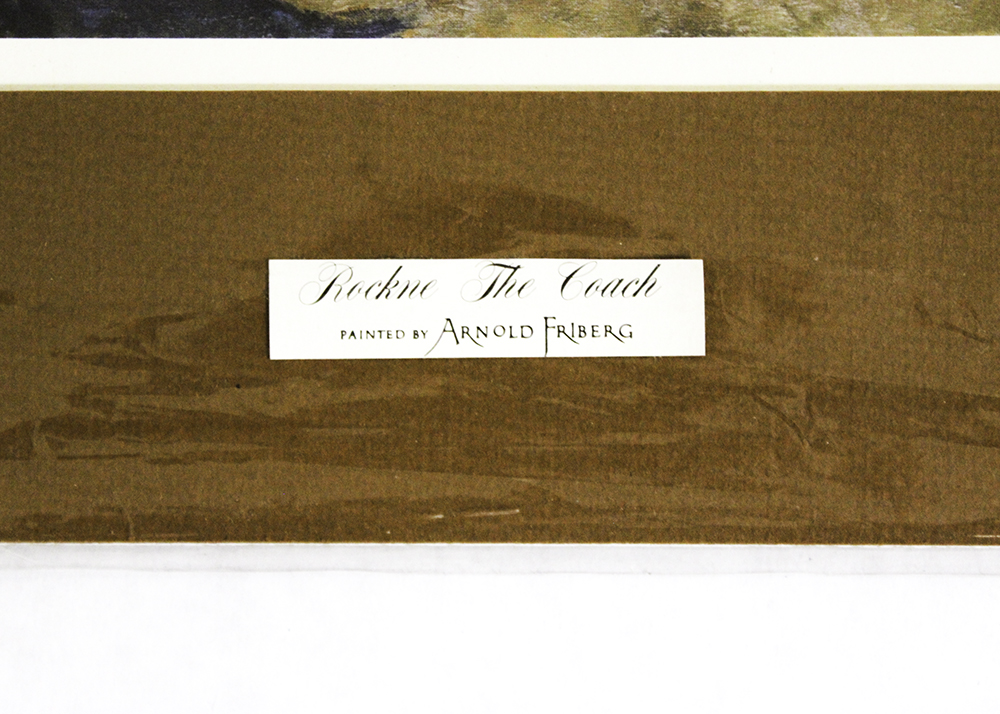 Rockne The Coach
PAINTED BY ARNOLD FRIBERG